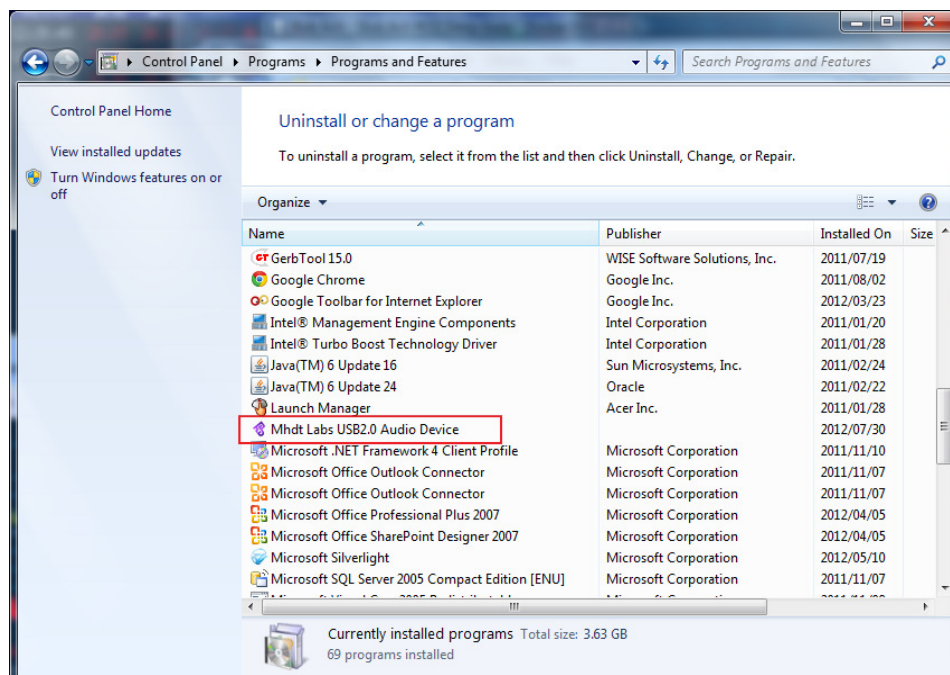 Control Panel ▸ Programs ▸ Programs and Features
Search Programs and Features
Control Panel Home
View installed updates
Turn Windows features on or
off
Uninstall or change a program
To uninstall a program, select it from the list and then click Uninstall, Change, or Repair.
Organize
Name Publisher Installed On Size
GerbTool 15.0 WISE Software Solutions, Inc. 2011/07/19
Google Chrome Google Inc. 2011/08/02
Google Toolbar for Internet Explorer Google Inc. 2012/03/23
Intel® Management Engine Components Intel Corporation 2011/01/20
Intel® Turbo Boost Technology Driver Intel Corporation 2011/01/28
Java(TM) 6 Update 16 Sun Microsystems, Inc. 2011/02/24
Java(TM) 6 Update 24 Oracle 2011/02/22
Launch Manager Acer Inc. 2011/01/28
Mhdt Labs USB2.0 Audio Device 2012/07/30
Microsoft .NET Framework 4 Client Profile Microsoft Corporation 2011/11/10
Microsoft Office Outlook Connector Microsoft Corporation 2011/11/07
Microsoft Office Outlook Connector Microsoft Corporation 2011/11/07
Microsoft Office Professional Plus 2007 Microsoft Corporation 2012/04/05
Microsoft Office SharePoint Designer 2007 Microsoft Corporation 2012/04/05
Microsoft Silverlight Microsoft Corporation 2012/05/10
Microsoft SQL Server 2005 Compact Edition [ENU] Microsoft Corporation 2011/11/07
Currently installed programs Total size: 3.63 GB
69 programs installed